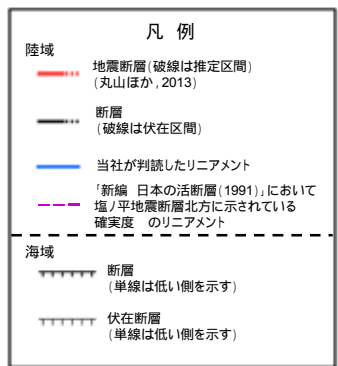 凡 例
陸域
地震断層(破線は推定区間)
(丸山ほか,2013)
断層
(破線は伏在区間)
当社が判読したリニアメント
「新編 日本の活断層(1991)」において
塩ノ平地震断層北方に示されている
確実度 のリニアメント
海域
断層
(単線は低い側を示す)
伏在断層
(単線は低い側を示す)